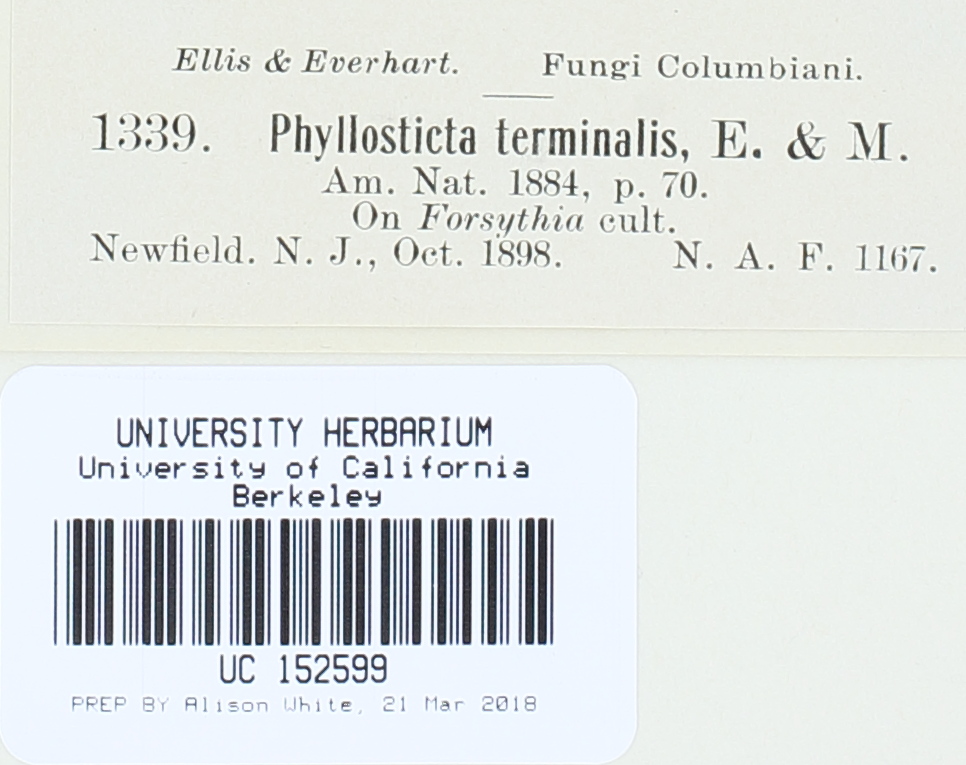 Ellis & Everhart. Fungi Columbiani.
1339. Phyllosticta terminalis, E. & M.
Am. Nat. 1884, p. 70.
On Forsythia cult.
Newfield. N. J., Oct. 1898. N. A. F. 1167.
UNIVERSITY HERBARIUM
University of California
Berkeley
UC 152599
PREP BY Alison White, 21 Mar 2018